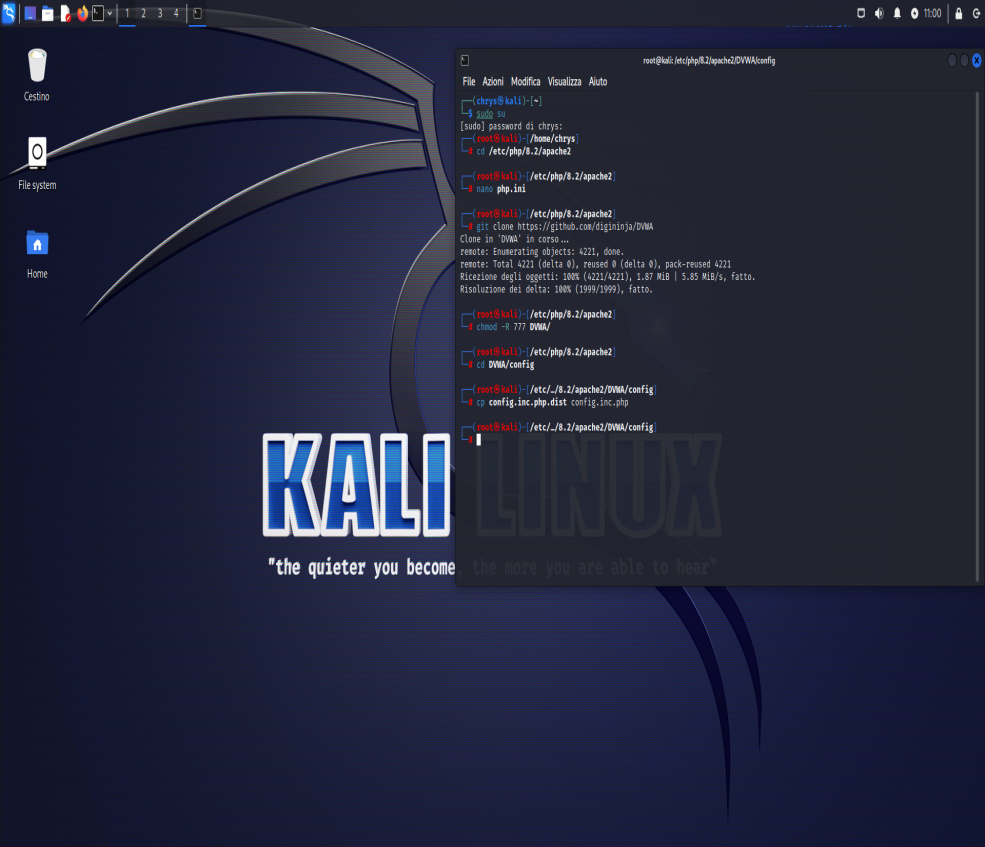 1 2 3 4
11:00
Cestino
File system
Home
root@kali: /etc/php/8.2/apache2/DVWA/config
File Azioni Modifica Visualizza Aiuto
┌──(chrys㉿kali)-[~]
└─$ sudo su
[sudo] password di chrys:
┌──(root㉿kali)-[/home/chrys]
└─# cd /etc/php/8.2/apache2
┌──(root㉿kali)-[/etc/php/8.2/apache2]
└─# nano php.ini
┌──(root㉿kali)-[/etc/php/8.2/apache2]
└─# git clone https://github.com/digininja/DVWA
Clone in 'DVWA' in corso...
remote: Enumerating objects: 4221, done.
remote: Total 4221 (delta 0), reused 0 (delta 0), pack-reused 4221
Ricezione degli oggetti: 100% (4221/4221), 1.87 MiB | 5.85 MiB/s, fatto.
Risoluzione dei delta: 100% (1999/1999), fatto.
┌──(root㉿kali)-[/etc/php/8.2/apache2]
└─# chmod -R 777 DVWA/
┌──(root㉿kali)-[/etc/php/8.2/apache2]
└─# cd DVWA/config
┌──(root㉿kali)-[/etc/…/8.2/apache2/DVWA/config]
└─# cp config.inc.php.dist config.inc.php
┌──(root㉿kali)-[/etc/…/8.2/apache2/DVWA/config]
└─#
KALI LINUX
"the quieter you become, the more you are able to hear"